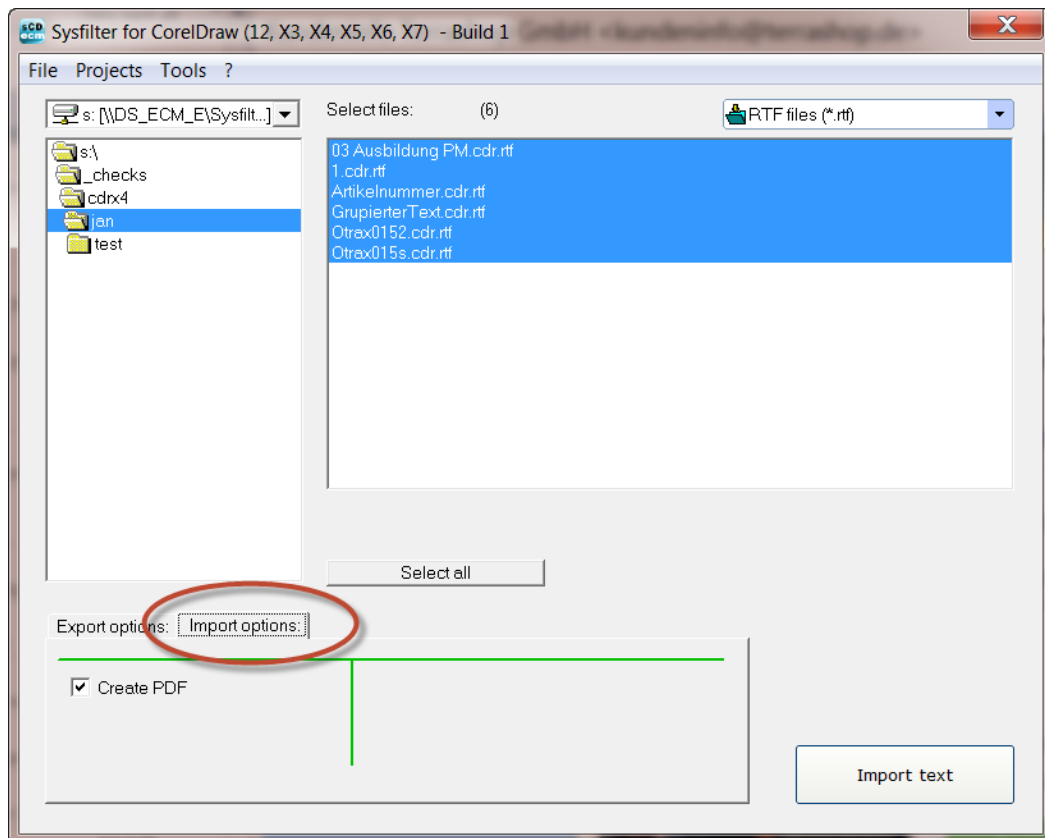 sCD
ecm
Sysfilter for CorelDraw (12, X3, X4, X5, X6, X7) - Build 1
File Projects Tools ?
s: [\\DS_ECM_E\Sysfilt...]
Select files: (6)
RTF files (*.rtf)
s:\
_checks
cdrx4
jan
test
03 Ausbildung PM.cdr.rtf
1.cdr.rtf
Artikelnummer.cdr.rtf
GrupierterText.cdr.rtf
Otrax0152.cdr.rtf
Otrax015s.cdr.rtf
Select all
Export options: Import options:
Create PDF
Import text